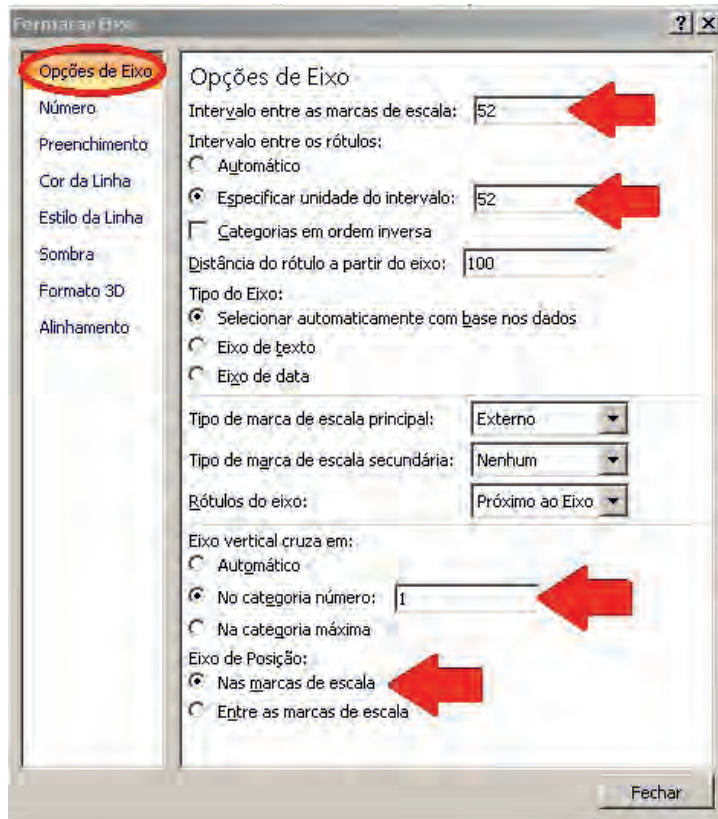 Formatar Eixo
Opções de Eixo
Número
Preenchimento
Cor da Linha
Estilo da Linha
Sombra
Formato 3D
Alinhamento
Opções de Eixo
Intervalo entre as marcas de escala: 52
Intervalo entre os rótulos:
Automático
Especificar unidade do intervalo: 52
Categorias em ordem inversa
Distância do rótulo a partir do eixo: 100
Tipo do Eixo:
Selecionar automaticamente com base nos dados
Eixo de texto
Eixo de data
Tipo de marca de escala principal: Externo
Tipo de marca de escala secundária: Nenhum
Rótulos do eixo: Próximo ao Eixo
Eixo vertical cruza em:
Automático
No categoria número: 1
Na categoria máxima
Eixo de Posição:
Nas marcas de escala
Entre as marcas de escala
Fechar